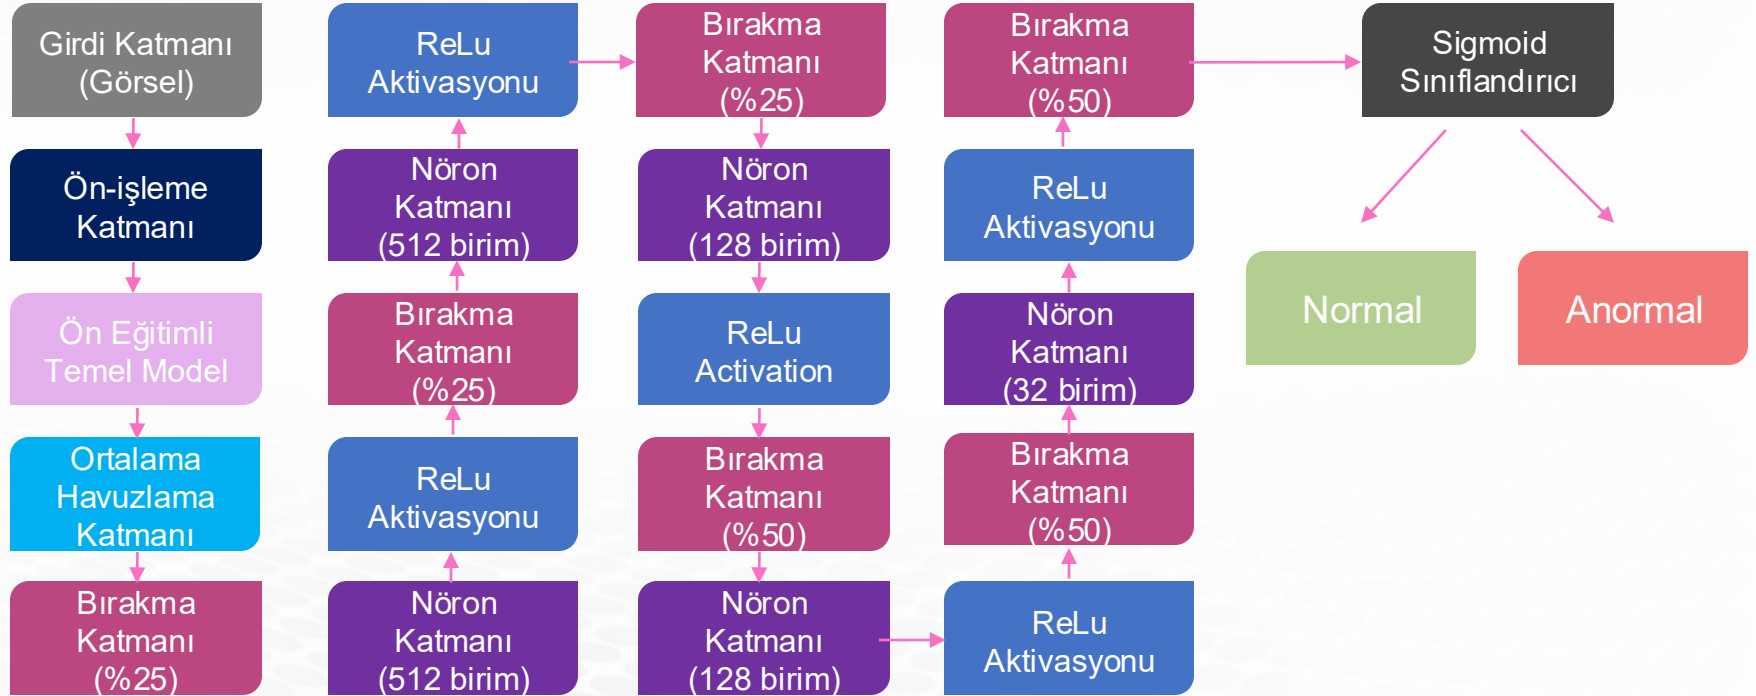 Girdi Katmanı
(Görsel)
Ön-işleme
Katmanı
Ön Eğitimli
Temel Model
Ortalama
Havuzlama
Katmanı
Bırakma
Katmanı
(%25)
Nöron
Katmanı
(512 birim)
ReLu
Aktivasyonu
Bırakma
Katmanı
(%25)
Nöron
Katmanı
(512 birim)
ReLu
Aktivasyonu
Bırakma
Katmanı
(%25)
Nöron
Katmanı
(128 birim)
ReLu
Activation
Bırakma
Katmanı
(%50)
Nöron
Katmanı
(128 birim)
ReLu
Aktivasyonu
Bırakma
Katmanı
(%50)
Nöron
Katmanı
(32 birim)
ReLu
Aktivasyonu
Bırakma
Katmanı
(%50)
Sigmoid
Sınıflandırıcı
Normal
Anormal